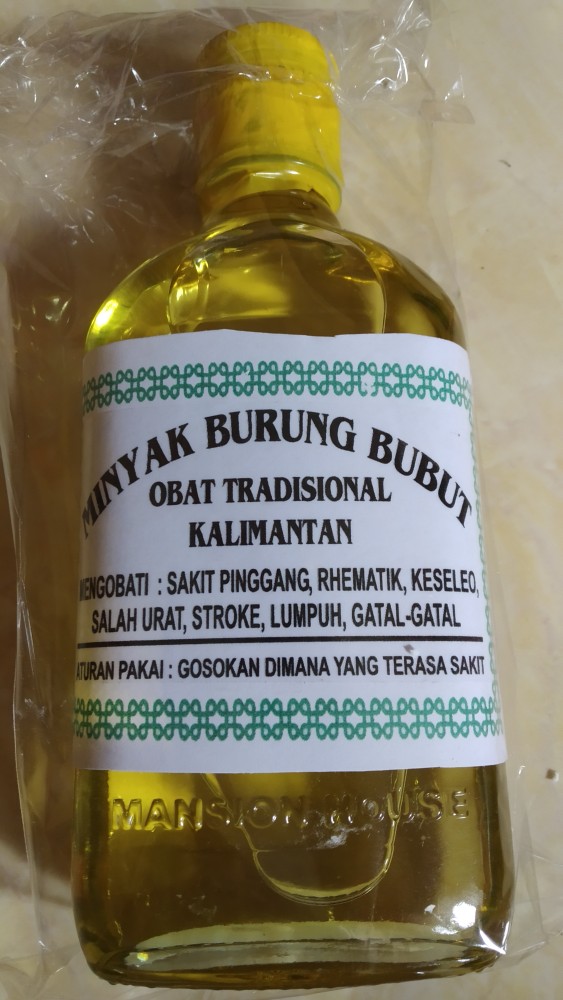 MINYAK BURUNG BUBUT
OBAT TRADISIONAL
KALIMANTAN
MENGOBATI : SAKIT PINGGANG, RHEMATIK, KESELEO,
SALAH URAT, STROKE, LUMPUH, GATAL-GATAL
ATURAN PAKAI : GOSOKAN DIMANA YANG TERASA SAKIT
MANSION HOUSE